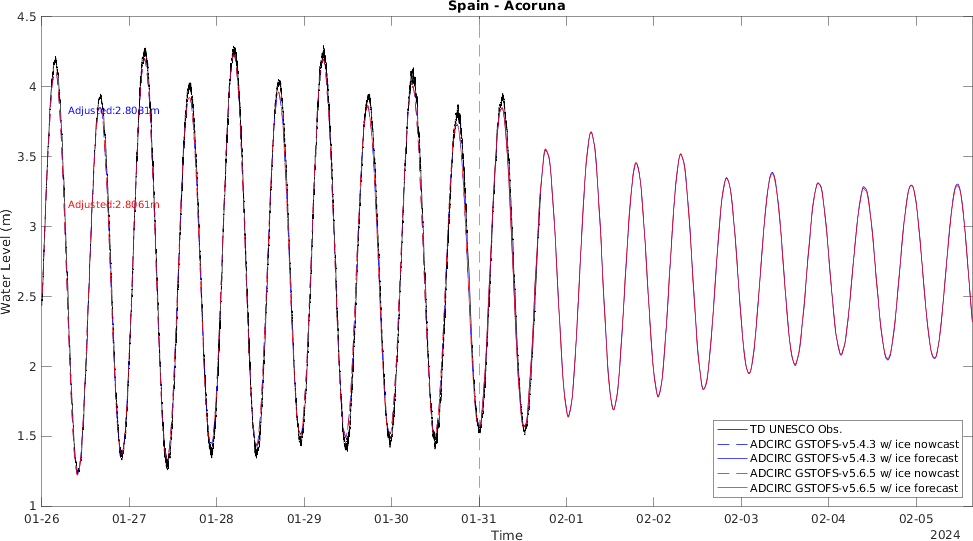 Spain - Acoruna
4.5
4
3.5
3
2.5
2
1.5
1
Water Level (m)
Adjusted:2.8031m
Adjusted:2.8061m
TD UNESCO Obs.
ADCIRC GSTOFS-v5.4.3 w/ ice nowcast
ADCIRC GSTOFS-v5.4.3 w/ ice forecast
ADCIRC GSTOFS-v5.6.5 w/ ice nowcast
ADCIRC GSTOFS-v5.6.5 w/ ice forecast
01-26 01-27 01-28 01-29 01-30 01-31 02-01 02-02 02-03 02-04 02-05
Time
2024